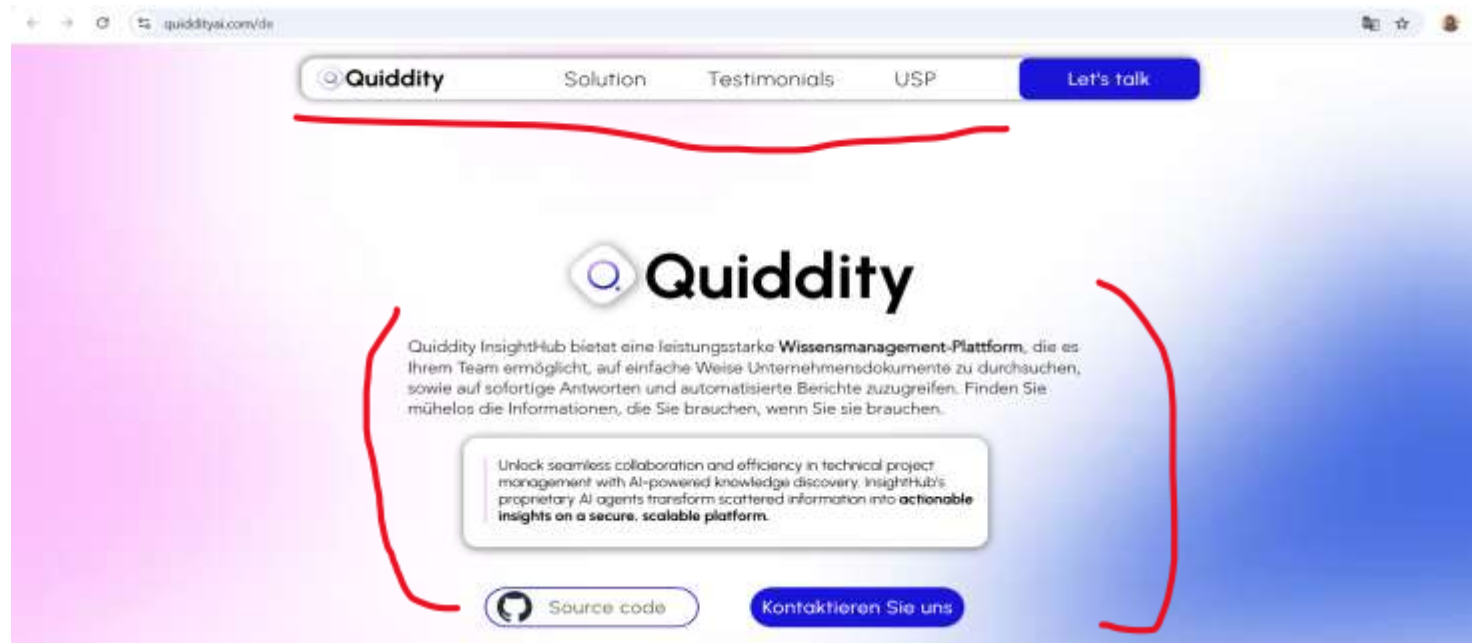 quiddityai.com/de
Quiddity Solution Testimonials USP Let's talk
Quiddity
Quiddity InsightHub bietet eine leistungsstarke Wissensmanagement-Plattform, die es
Ihrem Team ermöglicht, auf einfache Weise Unternehmensdokumente zu durchsuchen,
sowie auf sofortige Antworten und automatisierte Berichte zuzugreifen. Finden Sie
mühelos die Informationen, die Sie brauchen, wenn Sie sie brauchen.
Unlock seamless collaboration and efficiency in technical project
management with AI-powered knowledge discovery. InsightHub's
proprietary AI agents transform scattered information into actionable
insights on a secure, scalable platform.
Source code
Kontaktieren Sie uns